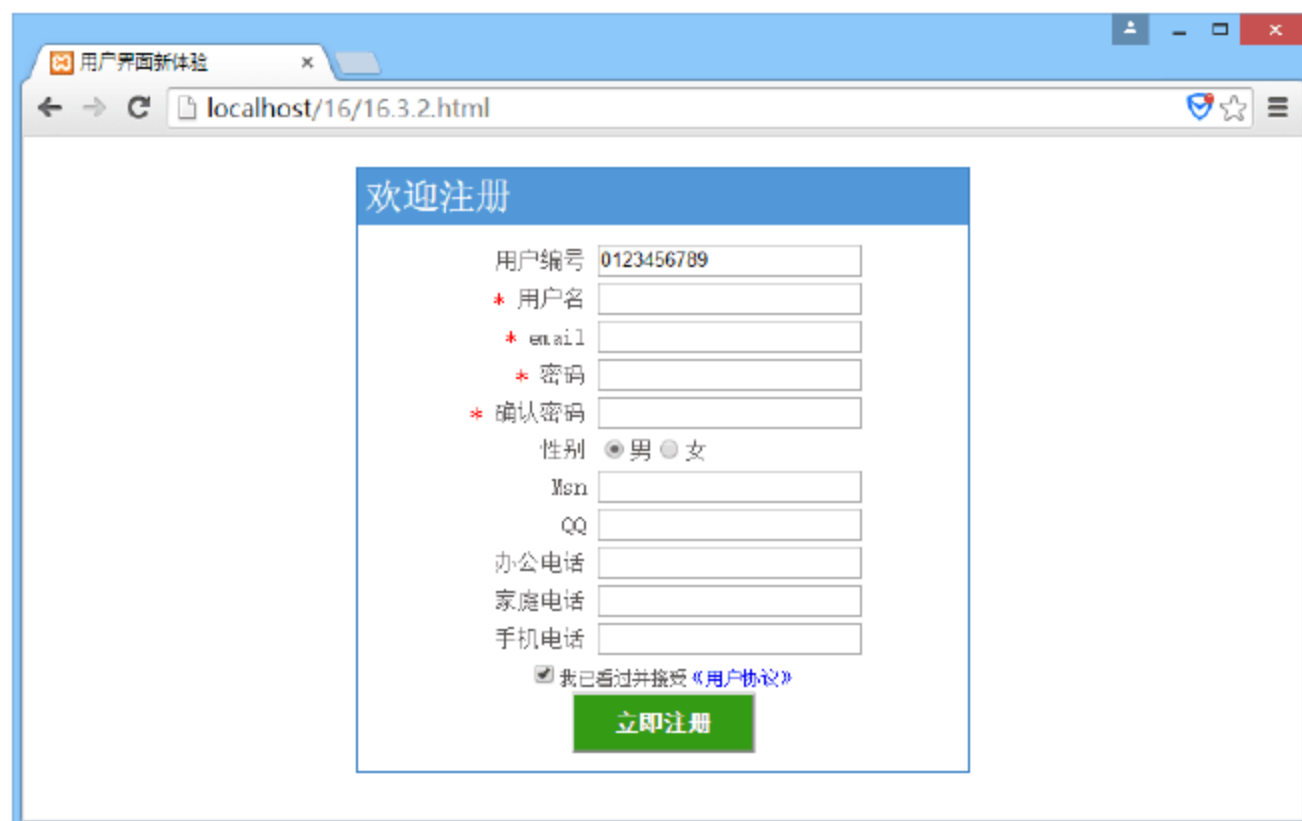 用户界面新体验
localhost/16/16.3.2.html
欢迎注册
用户编号 0123456789
* 用户名
* email
* 密码
* 确认密码
性别 男 女
Msn
QQ
办公电话
家庭电话
手机电话
我已看过并接受《用户协议》
立即注册